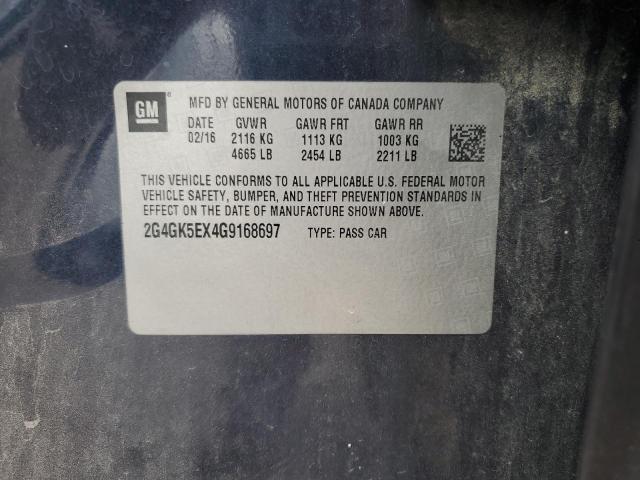 GM ® MFD BY GENERAL MOTORS OF CANADA COMPANY
DATE GVWR GAWR FRT GAWR RR
02/16 2116 KG 1113 KG 1003 KG
4665 LB 2454 LB 2211 LB
THIS VEHICLE CONFORMS TO ALL APPLICABLE U.S. FEDERAL MOTOR
VEHICLE SAFETY, BUMPER, AND THEFT PREVENTION STANDARDS IN
EFFECT ON THE DATE OF MANUFACTURE SHOWN ABOVE.
2G4GK5EX4G9168697 TYPE: PASS CAR